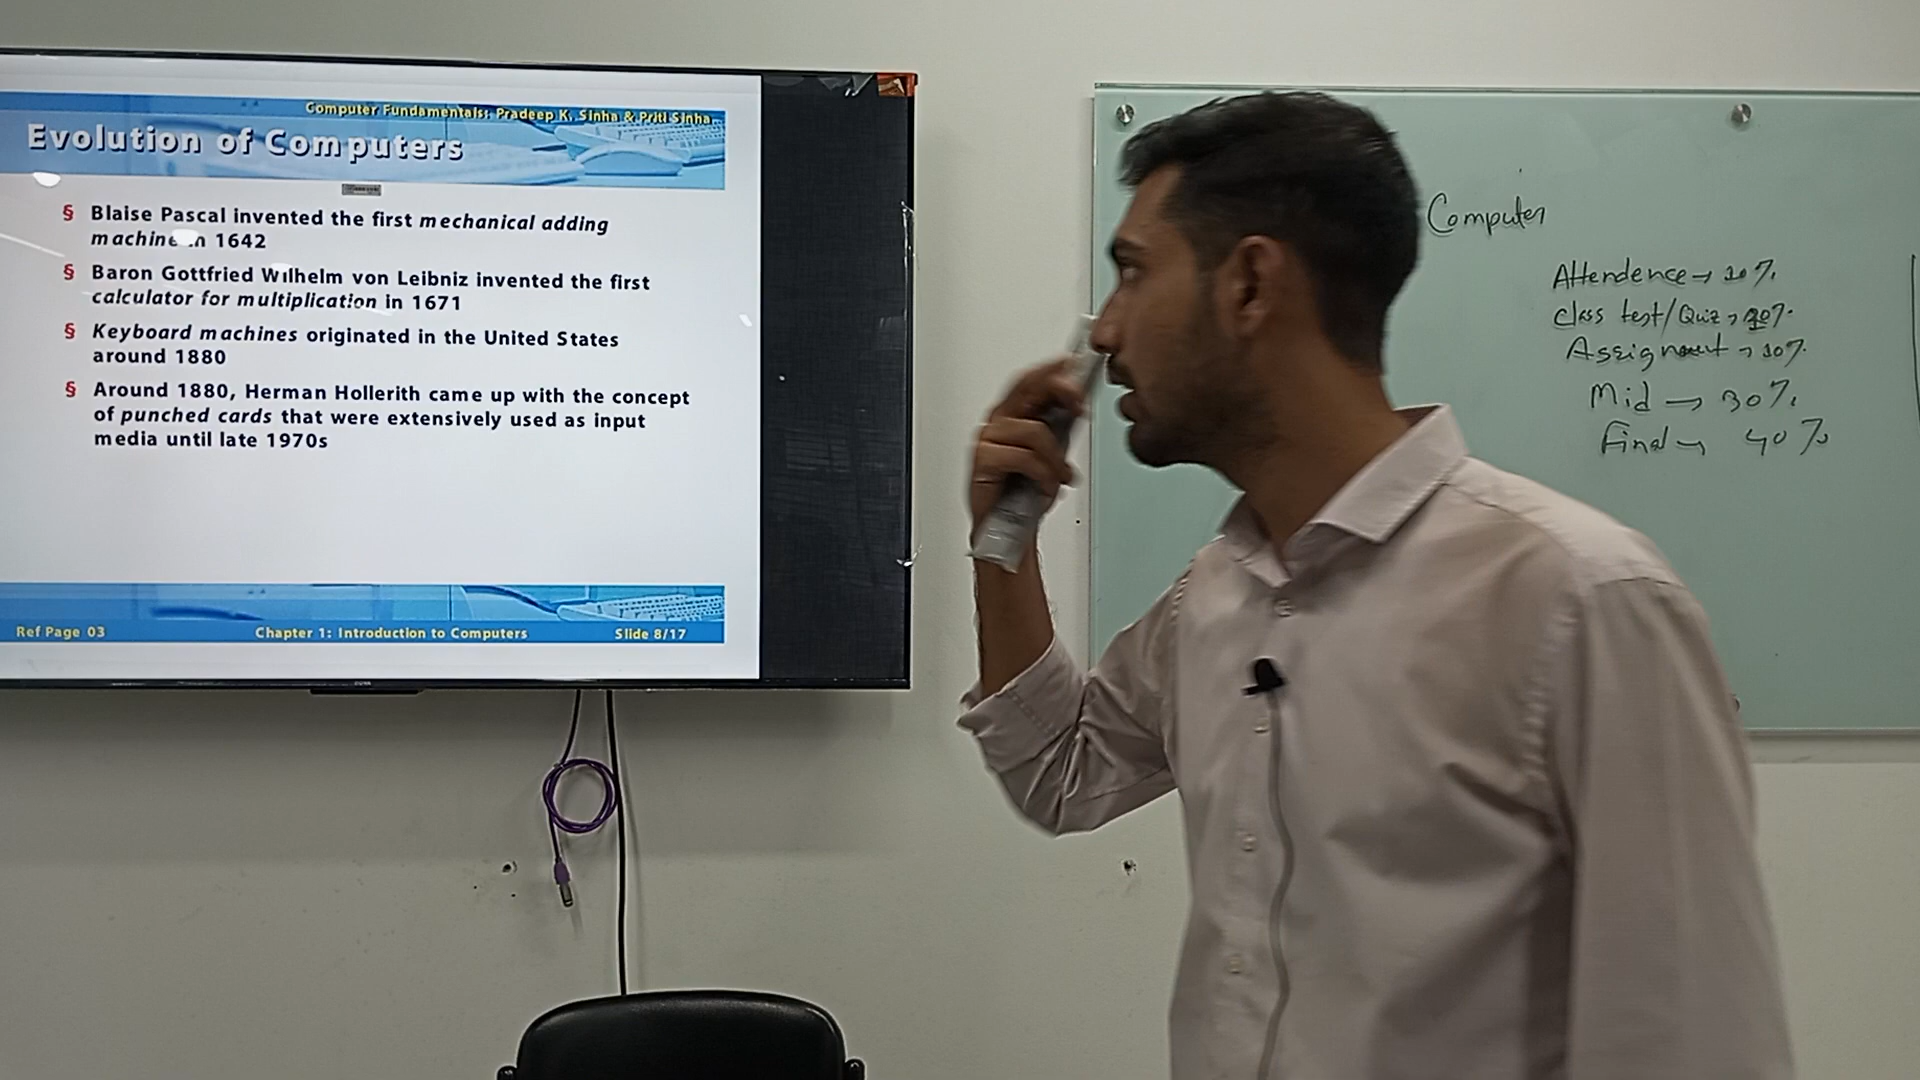 Computer Fundamentals: Pradeep K. Sinha & Priti Sinha
Evolution of Computers
§ Blaise Pascal invented the first mechanical adding
machine in 1642
§ Baron Gottfried Wilhelm von Leibniz invented the first
calculator for multiplication in 1671
§ Keyboard machines originated in the United States
around 1880
§ Around 1880, Herman Hollerith came up with the concept
of punched cards that were extensively used as input
media until late 1970s
Ref Page 03
Chapter 1: Introduction to Computers
Slide 8/17
Computer
Attendence → 10%
Class test/Quiz →
Assignment → 10%
Mid → 30%
Final → 40%